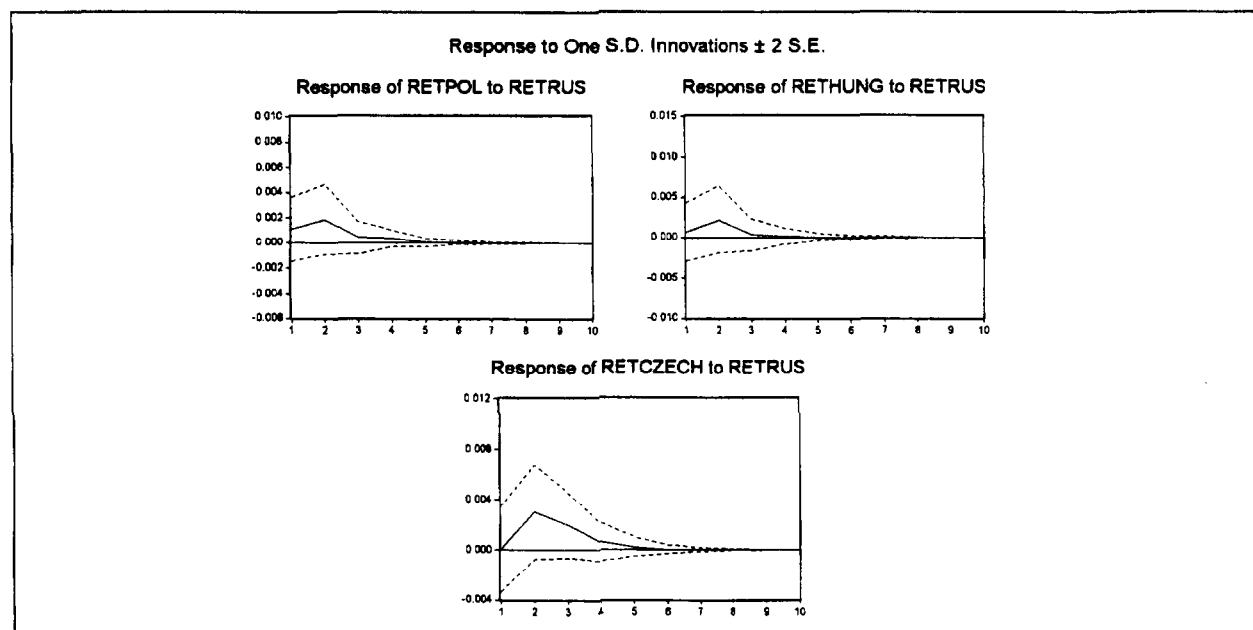 Response to One S.D. Innovations ± 2 S.E.
Response of RETPOL to RETRUS
0.010
0.008
0.006
0.004
0.002
0.000
-0.002
-0.004
-0.006
1 2 3 4 5 6 7 8 9 10
Response of RETHUNG to RETRUS
0.015
0.010
0.005
0.000
-0.005
-0.010
1 2 3 4 5 6 7 8 9 10
Response of RETCZECH to RETRUS
0.012
0.008
0.004
0.000
-0.004
1 2 3 4 5 6 7 8 9 10